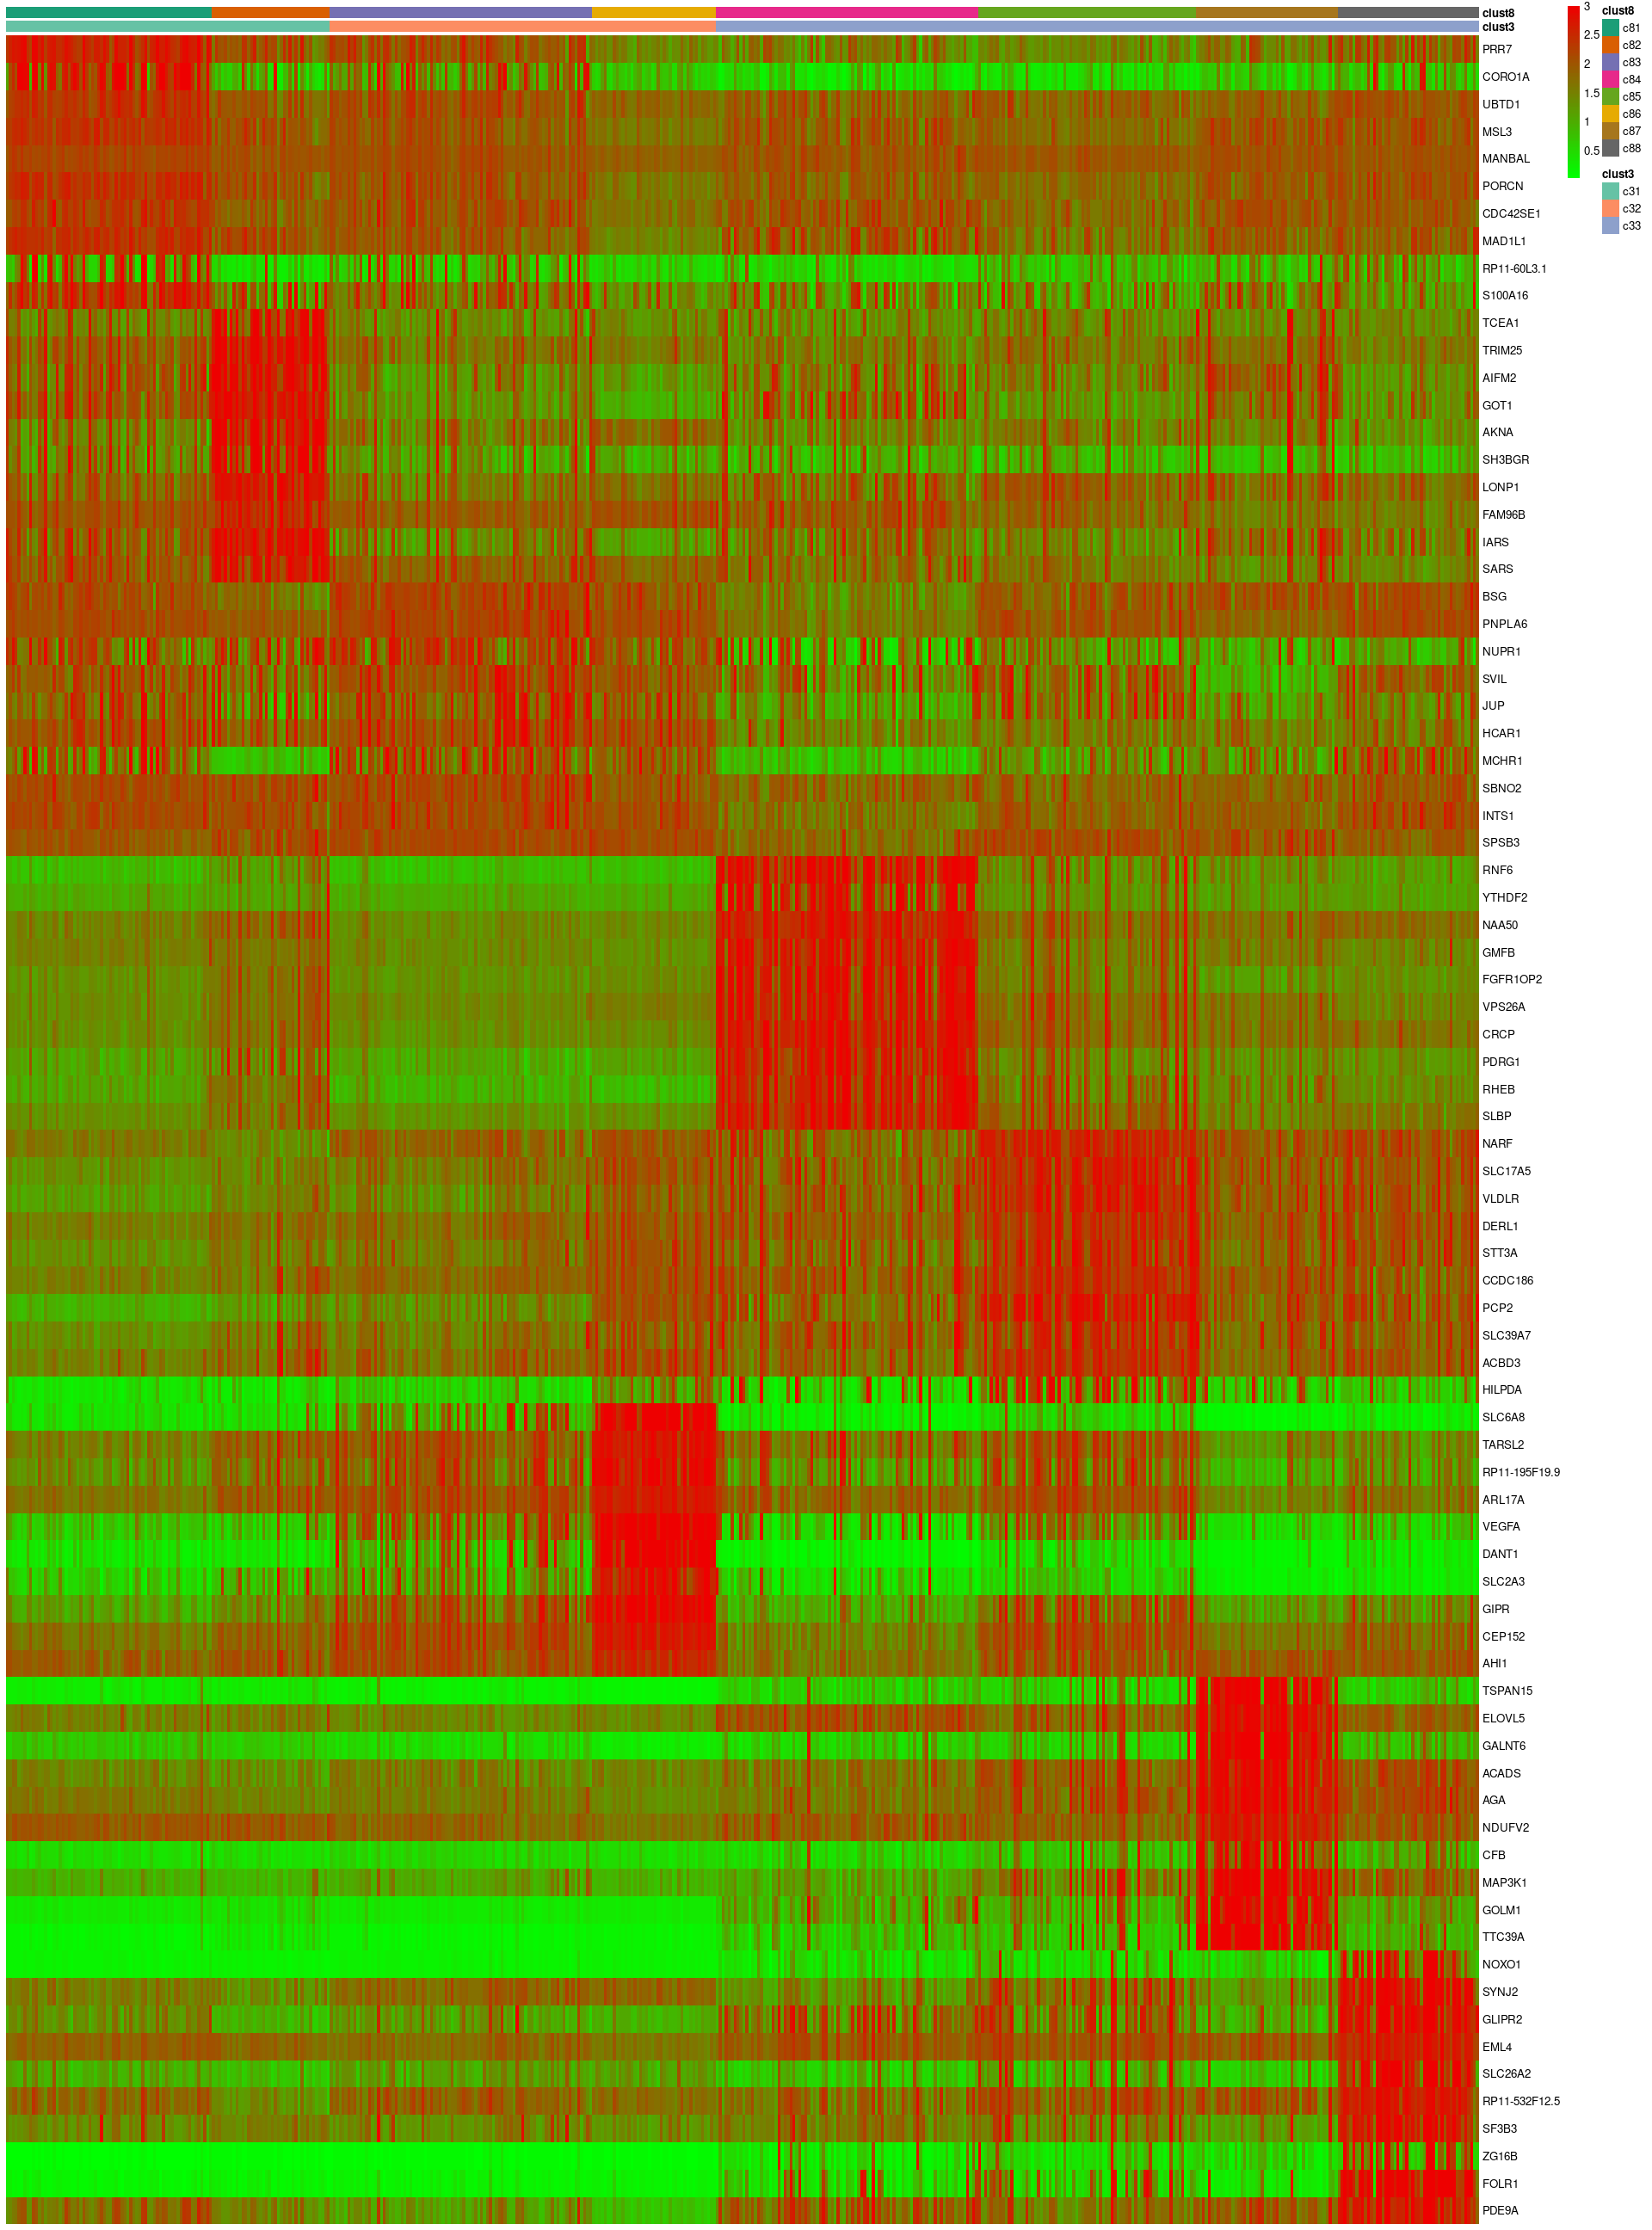 clust8
clust3
PRR7
CORO1A
UBTD1
MSL3
MANBAL
PORCN
CDC42SE1
MAD1L1
RP11-60L3.1
S100A16
TCEA1
TRIM25
AIFM2
GOT1
AKNA
SH3BGR
LONP1
FAM96B
IARS
SARS
BSG
PNPLA6
NUPR1
SVIL
JUP
HCAR1
MCHR1
SBNO2
INTS1
SPSB3
RNF6
YTHDF2
NAA50
GMFB
FGFR1OP2
VPS26A
CRCP
PDRG1
RHEB
SLBP
NARF
SLC17A5
VLDLR
DERL1
STT3A
CCDC186
PCP2
SLC39A7
ACBD3
HILPDA
SLC6A8
TARSL2
RP11-195F19.9
ARL17A
VEGFA
DANT1
SLC2A3
GIPR
CEP152
AHI1
TSPAN15
ELOVL5
GALNT6
ACADS
AGA
NDUFV2
CFB
MAP3K1
GOLM1
TTC39A
NOXO1
SYNJ2
GLIPR2
EML4
SLC26A2
RP11-532F12.5
SF3B3
ZG16B
FOLR1
PDE9A
3
2.5
2
1.5
1
0.5
clust8
c81
c82
c83
c84
c85
c86
c87
c88
clust3
c31
c32
c33